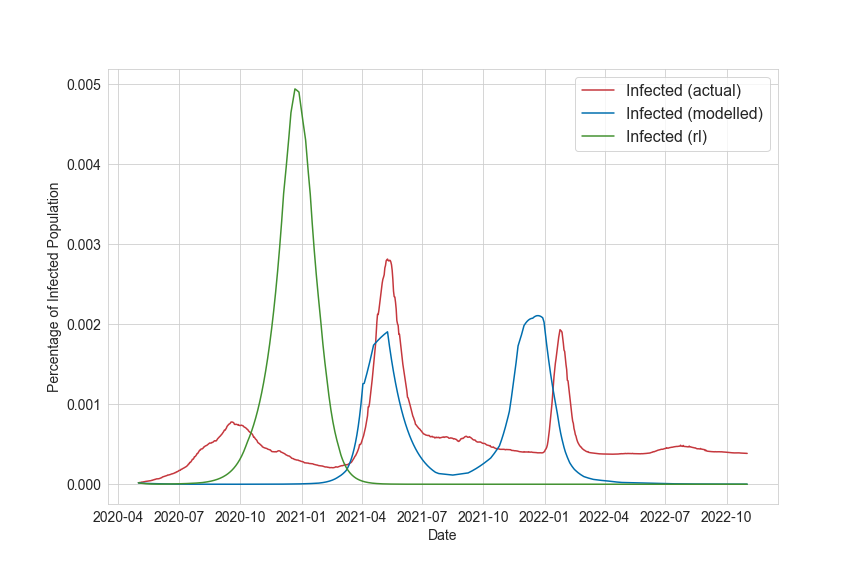 Infected (actual)
Infected (modelled)
Infected (rl)
Percentage of Infected Population
0.005
0.004
0.003
0.002
0.001
0.000
2020-04 2020-07 2020-10 2021-01 2021-04 2021-07 2021-10 2022-01 2022-04 2022-07 2022-10
Date